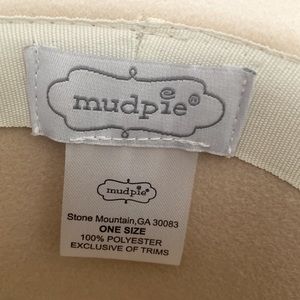 mudpie®
mudpie®
Stone Mountain,GA 30083
ONE SIZE
100% POLYESTER
EXCLUSIVE OF TRIMS